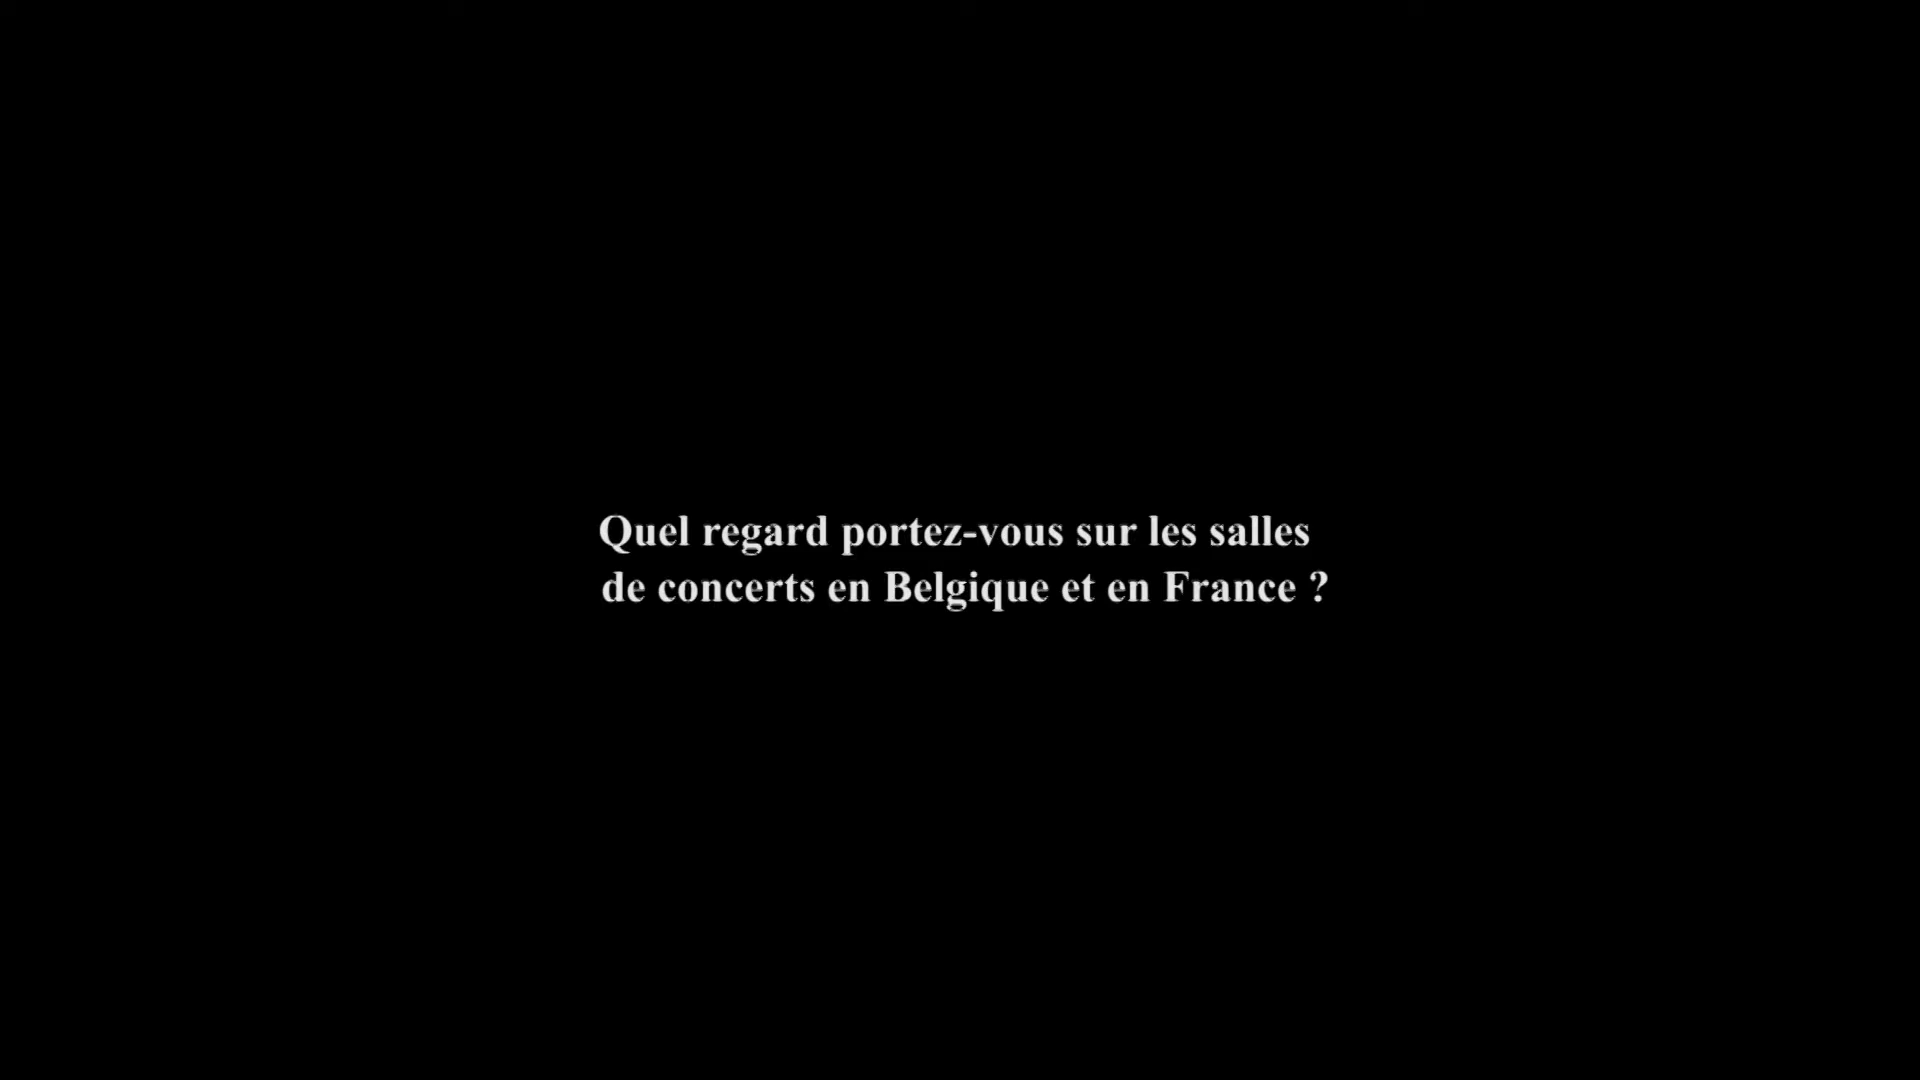 Quel regard portez-vous sur les salles
de concerts en Belgique et en France ?